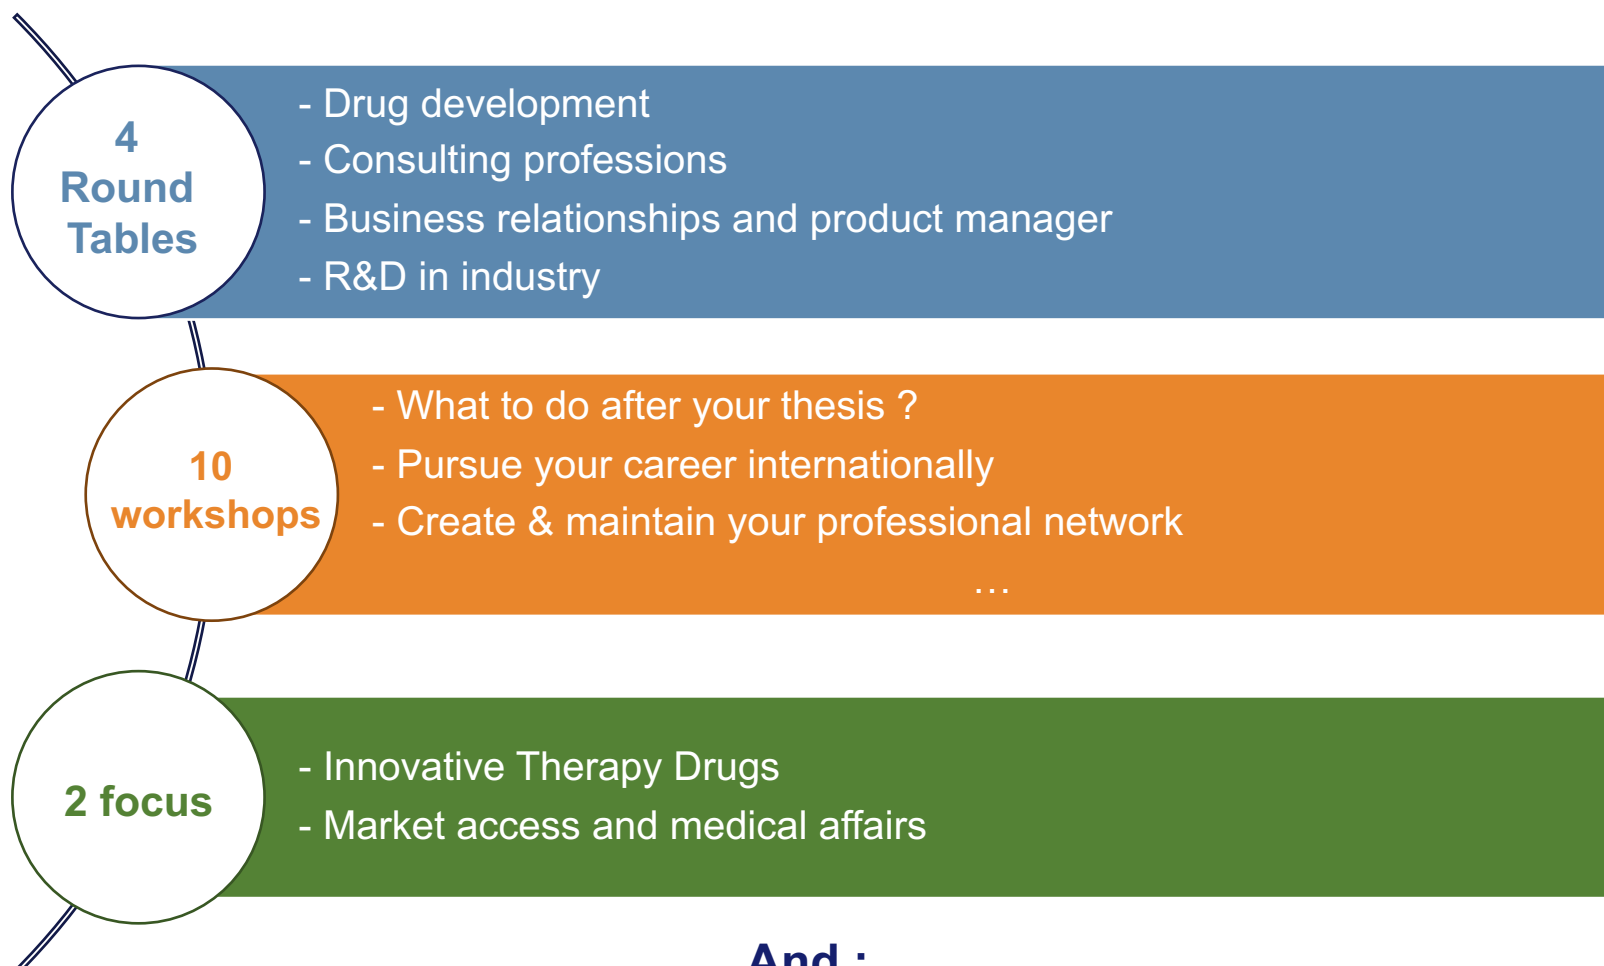 4
Round
Tables
- Drug development
- Consulting professions
- Business relationships and product manager
- R&D in industry
10
workshops
- What to do after your thesis ?
- Pursue your career internationally
- Create & maintain your professional network
…
2 focus
- Innovative Therapy Drugs
- Market access and medical affairs
And :